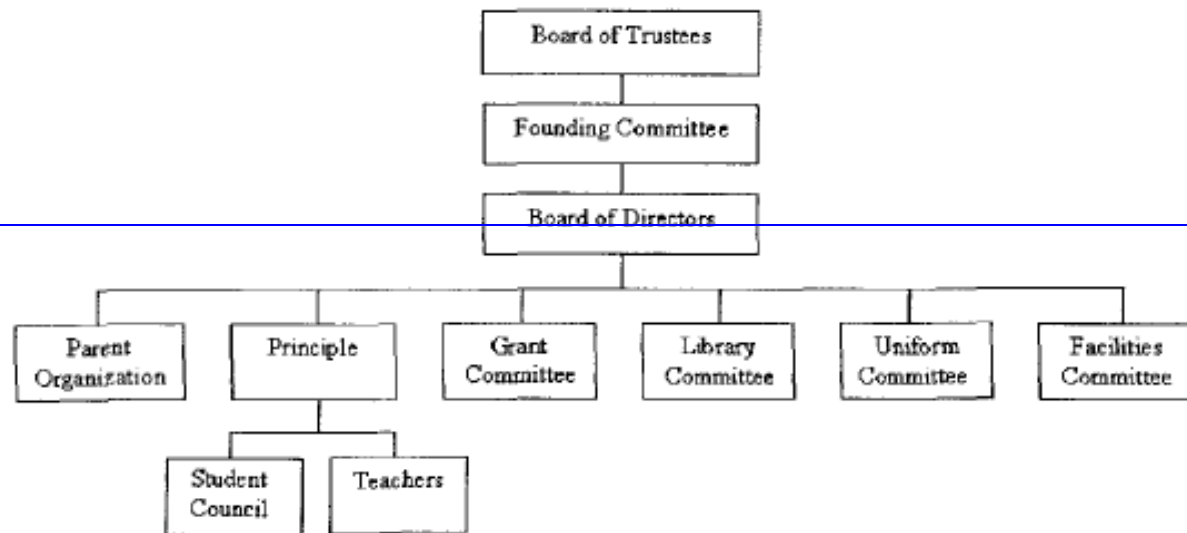 Board of Trustees
Founding Committee
Board of Directors
Parent
Organization
Principle
Grant
Committee
Library
Committee
Uniform
Committee
Facilities
Committee
Student
Council
Teachers